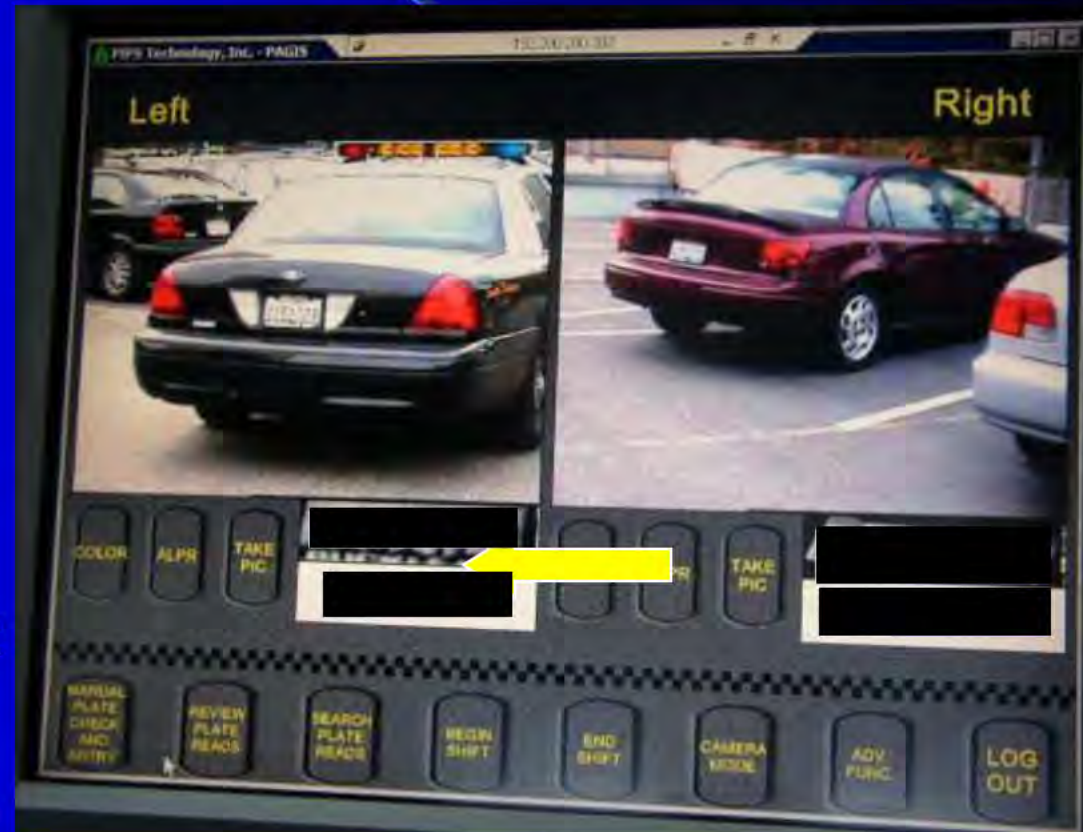 PIPS Technology, Inc. - PAGIS
Left
Right
COLOR
ALPR
TAKE
PIC
PR
TAKE
PIC
MANUAL
PLATE
CHECK
AND
ENTRY
REVIEW
PLATE
READS
SEARCH
PLATE
READS
BEGIN
SHIFT
END
SHIFT
CAMERA
MODE
ADV.
FUNC.
LOG
OUT